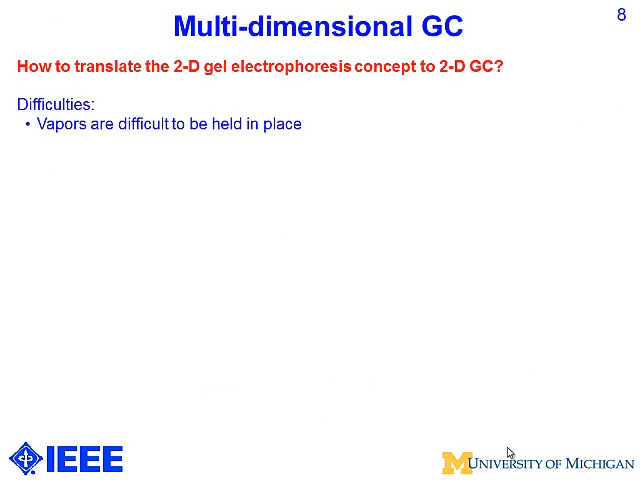 Multi-dimensional GC
8
How to translate the 2-D gel electrophoresis concept to 2-D GC?
Difficulties:
• Vapors are difficult to be held in place
IEEE
M UNIVERSITY OF MICHIGAN